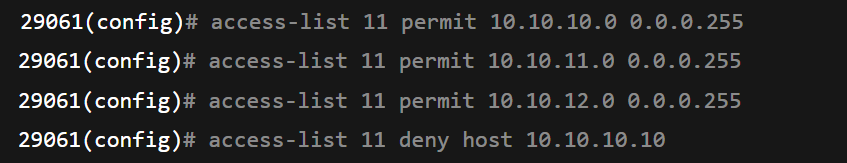 29061(config)# access-list 11 permit 10.10.10.0 0.0.0.255
29061(config)# access-list 11 permit 10.10.11.0 0.0.0.255
29061(config)# access-list 11 permit 10.10.12.0 0.0.0.255
29061(config)# access-list 11 deny host 10.10.10.10